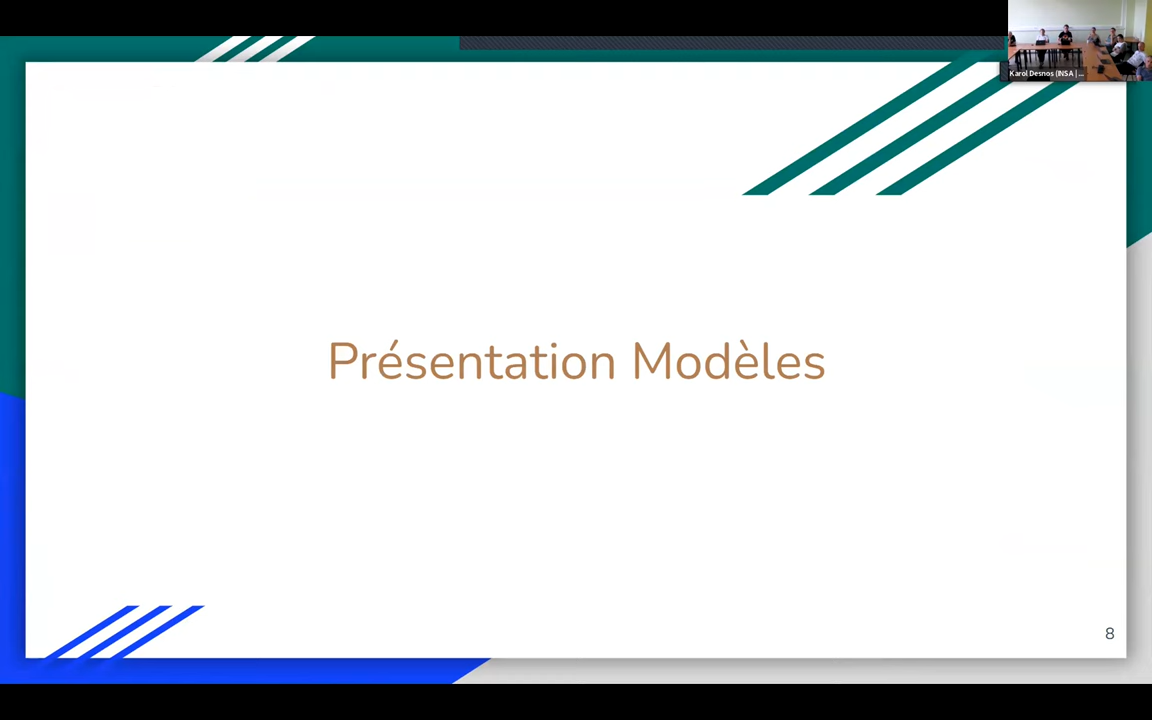 Karol Desnos (INSA | ...
Présentation Modèles
8